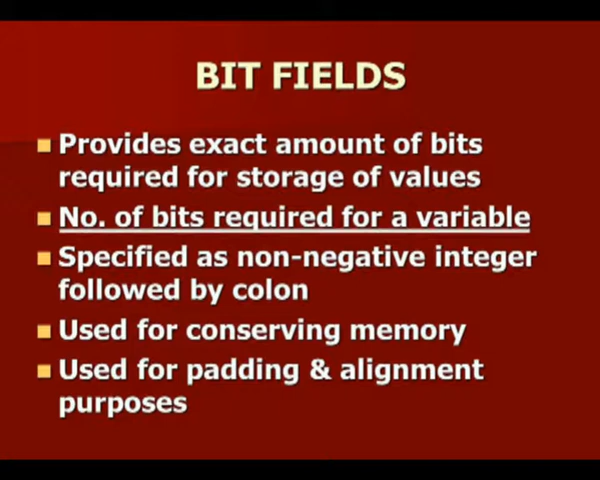 BIT FIELDS
Provides exact amount of bits
required for storage of values
No. of bits required for a variable
Specified as non-negative integer
followed by colon
Used for conserving memory
Used for padding & alignment
purposes